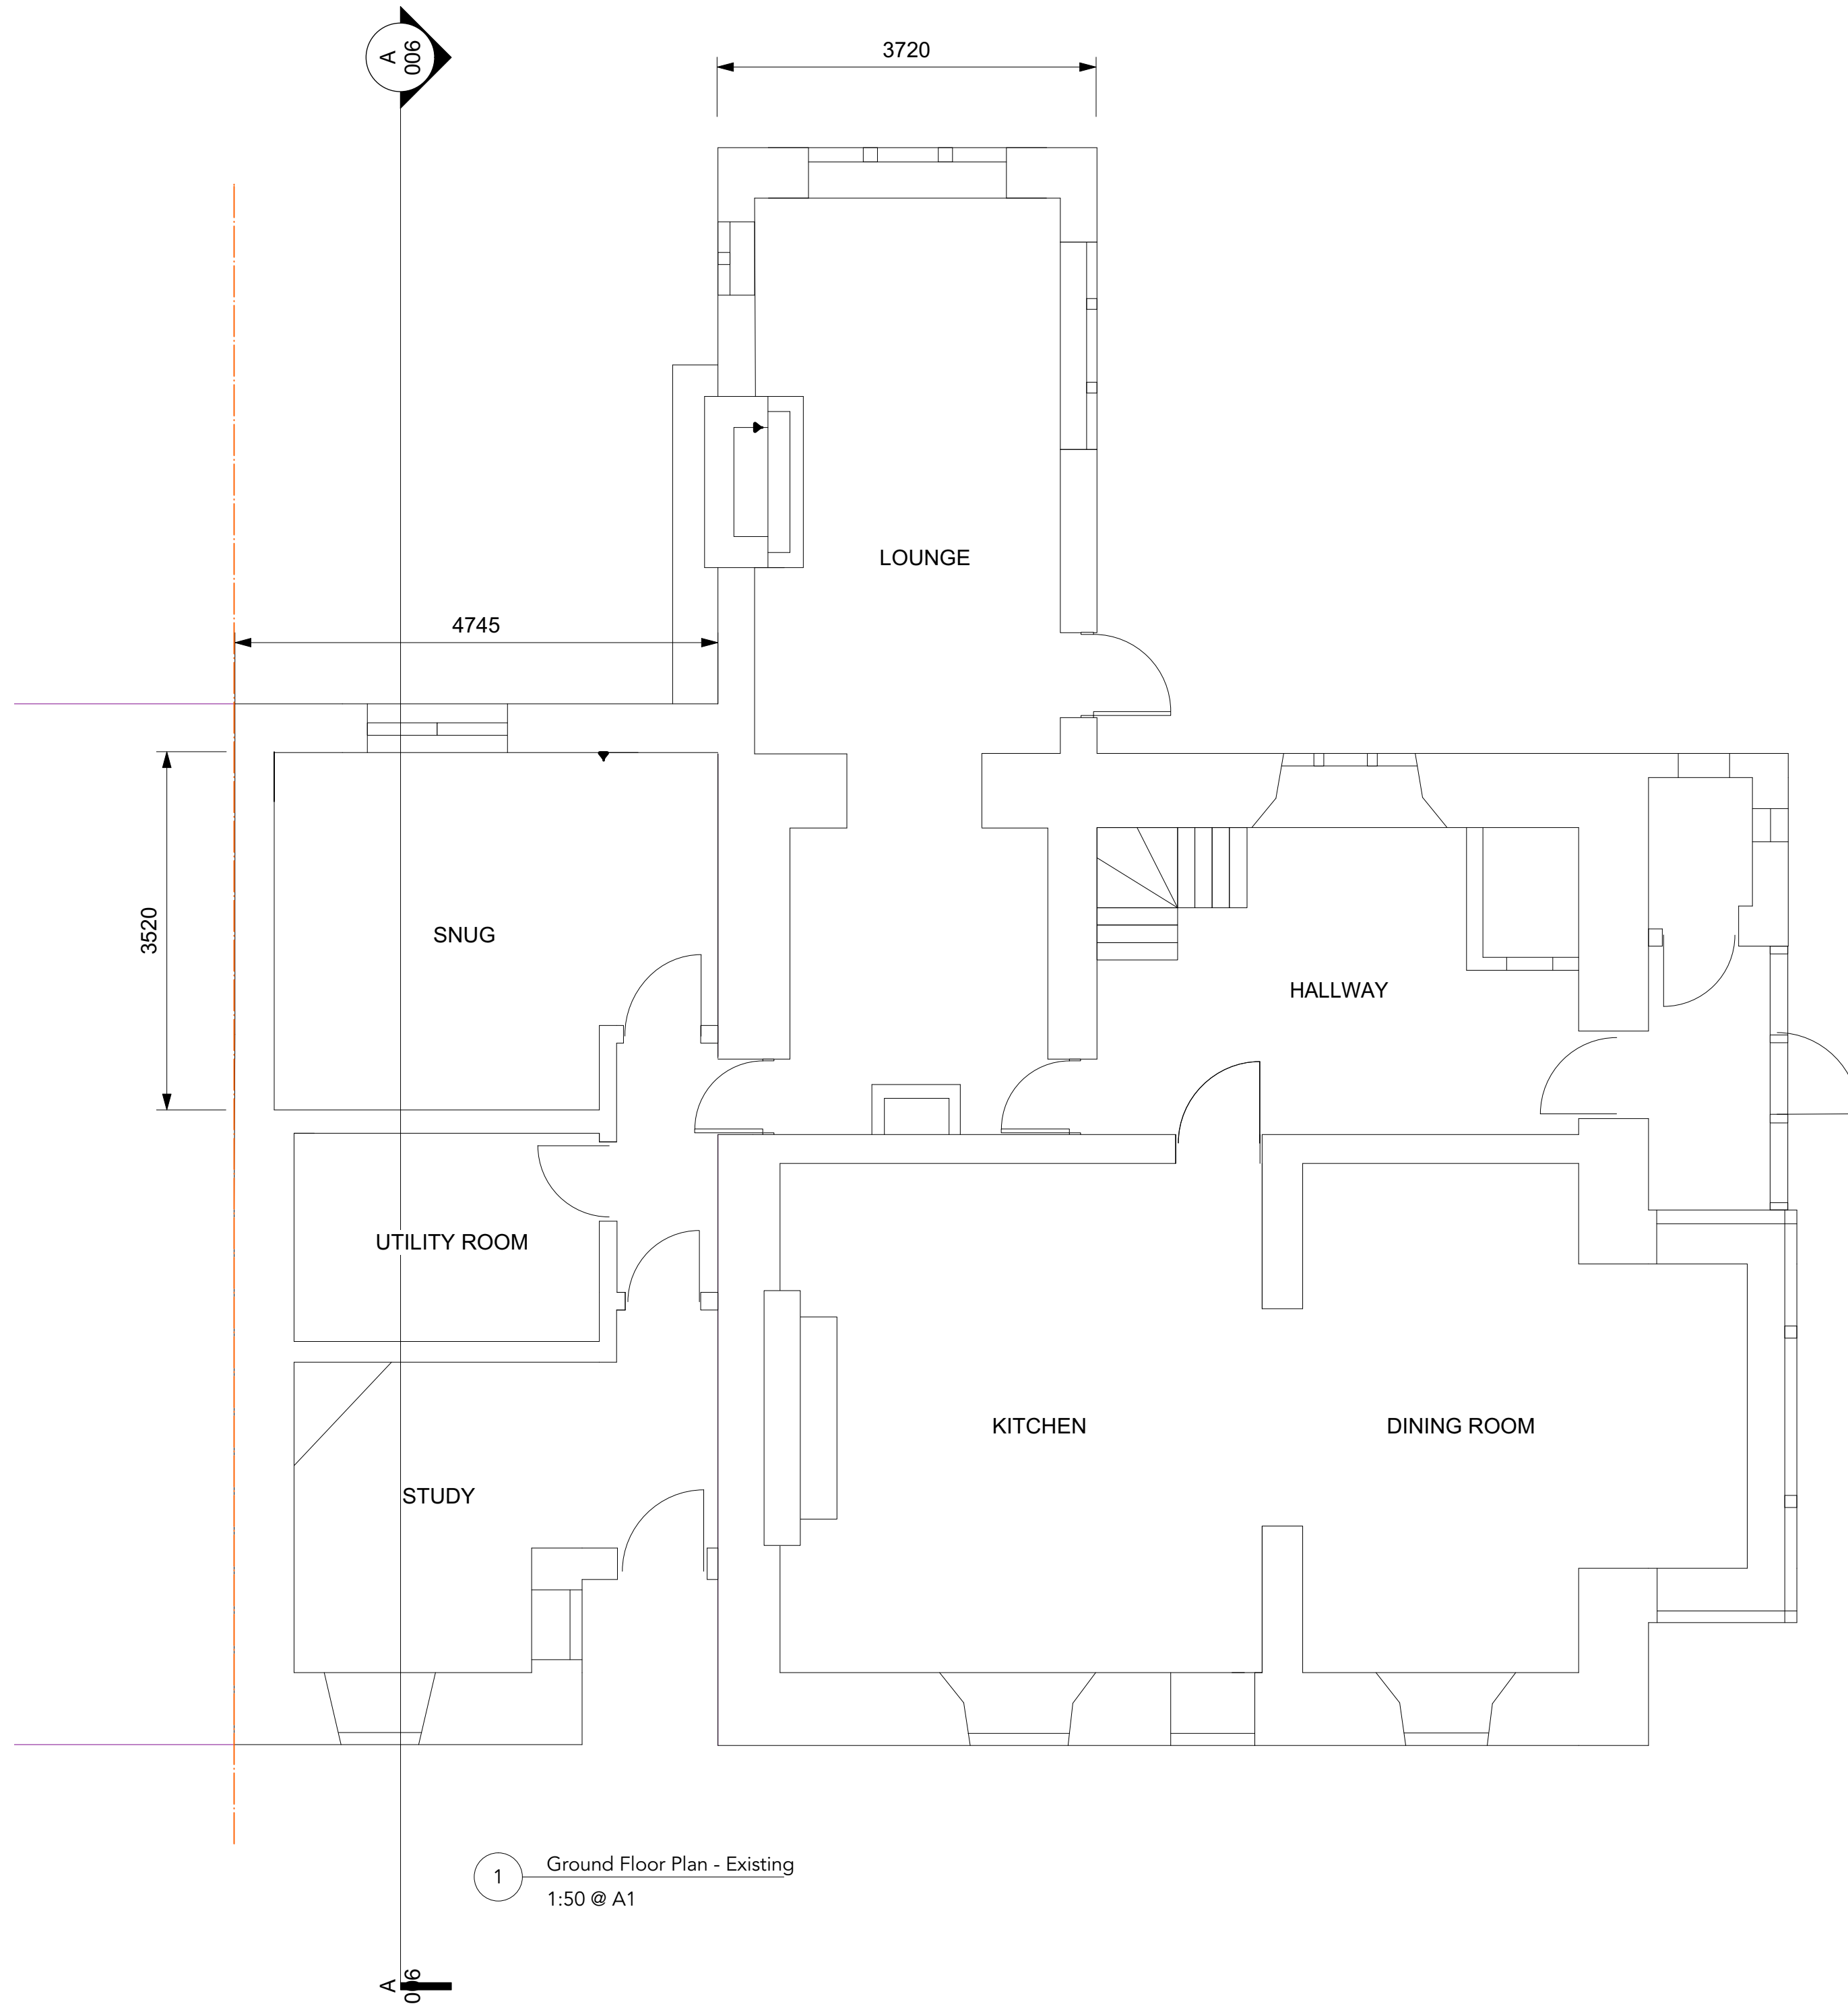 A
006
3720
LOUNGE
4745
3520
SNUG
HALLWAY
UTILITY ROOM
KITCHEN
DINING ROOM
STUDY
1
Ground Floor Plan - Existing
1:50 @ A1
A
006